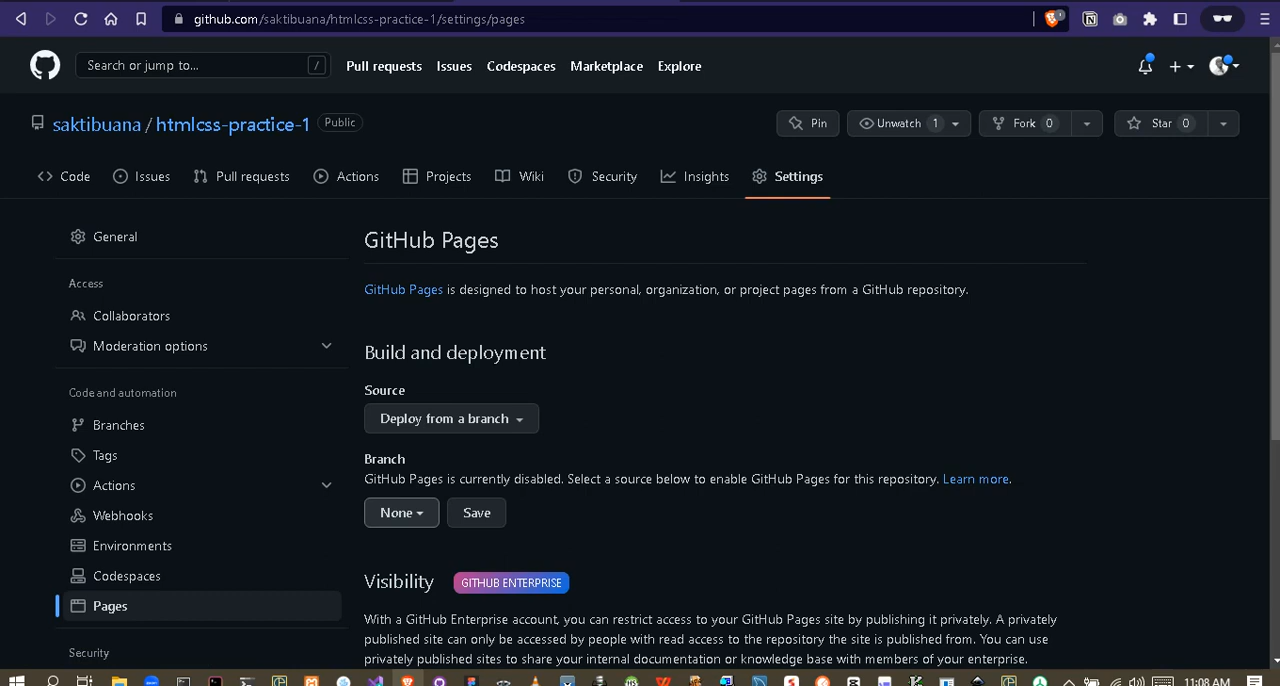 github.com/saktibuana/htmlcss-practice-1/settings/pages
Search or jump to... /
Pull requests Issues Codespaces Marketplace Explore
saktibuana / htmlcss-practice-1 Public
Pin Unwatch 1 Fork 0 Star 0
Code Issues Pull requests Actions Projects Wiki Security Insights Settings
General
Access
Collaborators
Moderation options
Code and automation
Branches
Tags
Actions
Webhooks
Environments
Codespaces
Pages
Security
GitHub Pages
GitHub Pages is designed to host your personal, organization, or project pages from a GitHub repository.
Build and deployment
Source
Deploy from a branch
Branch
GitHub Pages is currently disabled. Select a source below to enable GitHub Pages for this repository. Learn more.
None Save
Visibility GITHUB ENTERPRISE
With a GitHub Enterprise account, you can restrict access to your GitHub Pages site by publishing it privately. A privately
published site can only be accessed by people with read access to the repository the site is published from. You can use
privately published sites to share your internal documentation or knowledge base with members of your enterprise.
11:08 AM